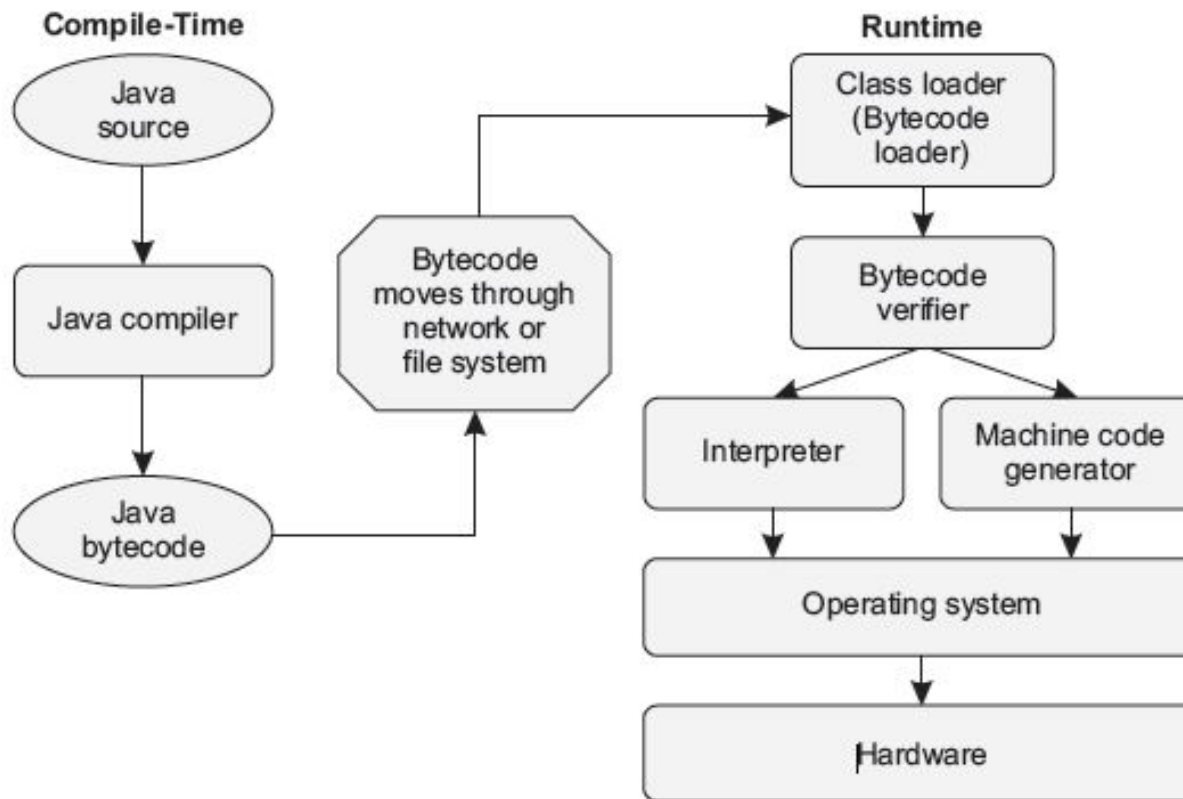 Compile-Time
Java
source
Java compiler
Java
bytecode
Bytecode
moves through
network or
file system
Runtime
Class loader
(Bytecode
loader)
Bytecode
verifier
Interpreter
Machine code
generator
Operating system
Hardware